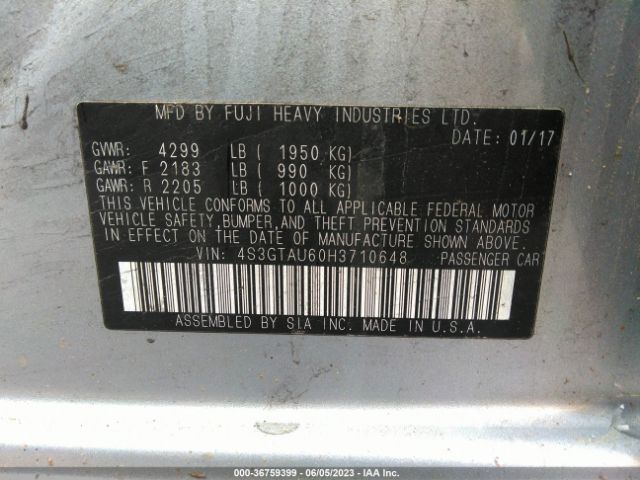 MFD BY FUJI HEAVY INDUSTRIES LTD.
DATE: 01/17
GVWR: 4299 LB ( 1950 KG)
GAWR: F 2183 LB ( 990 KG)
GAWR: R 2205 LB ( 1000 KG)
THIS VEHICLE CONFORMS TO ALL APPLICABLE FEDERAL MOTOR
VEHICLE SAFETY, BUMPER, AND THEFT PREVENTION STANDARDS
IN EFFECT ON THE DATE OF MANUFACTURE SHOWN ABOVE.
VIN: 4S3GTAU60H3710648 PASSENGER CAR
ASSEMBLED BY SIA INC. MADE IN U.S.A.
000-36759399 - 06/05/2023 - IAA Inc.